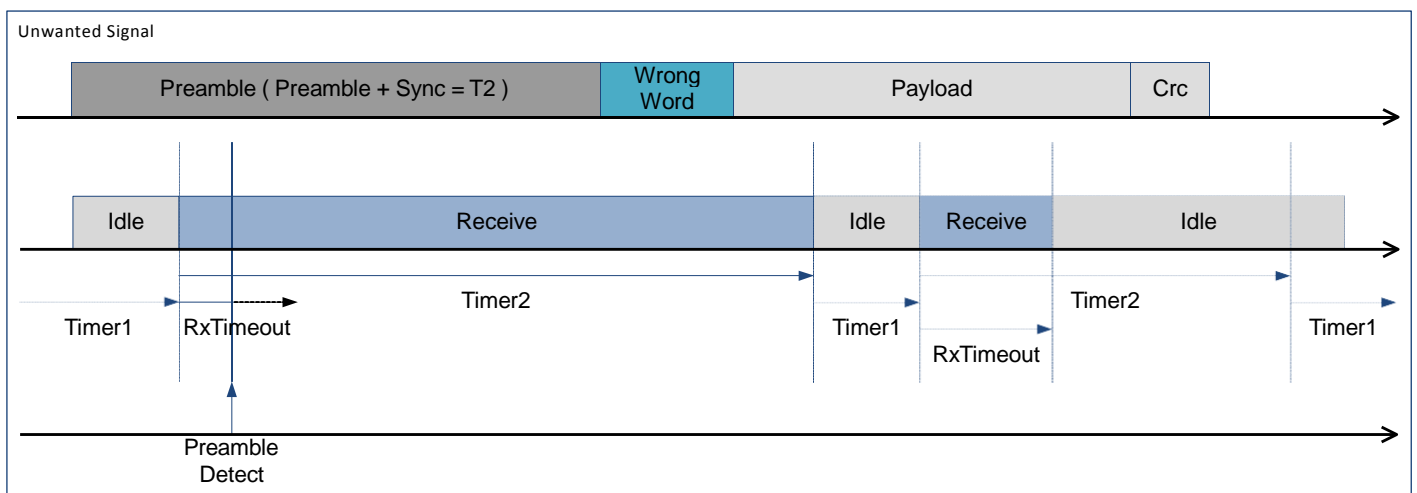 Unwanted Signal
Preamble ( Preamble + Sync = T2 )
Wrong
Word
Payload
Crc
Idle
Receive
Idle
Receive
Idle
Timer2
Timer2
Timer1
RxTimeout
Timer1
Timer1
RxTimeout
Preamble
Detect